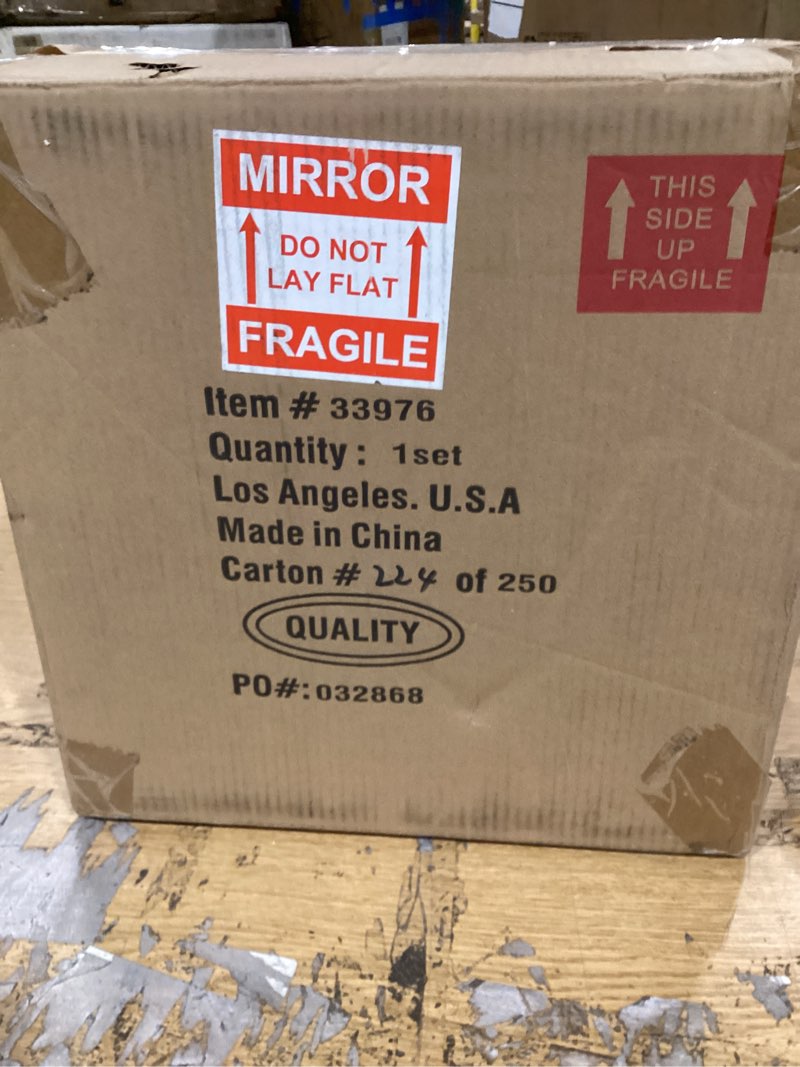 MIRROR
DO NOT
LAY FLAT
FRAGILE
THIS
SIDE
UP
FRAGILE
Item # 33976
Quantity : 1set
Los Angeles. U.S.A
Made in China
Carton # 224 of 250
QUALITY
PO#:032868